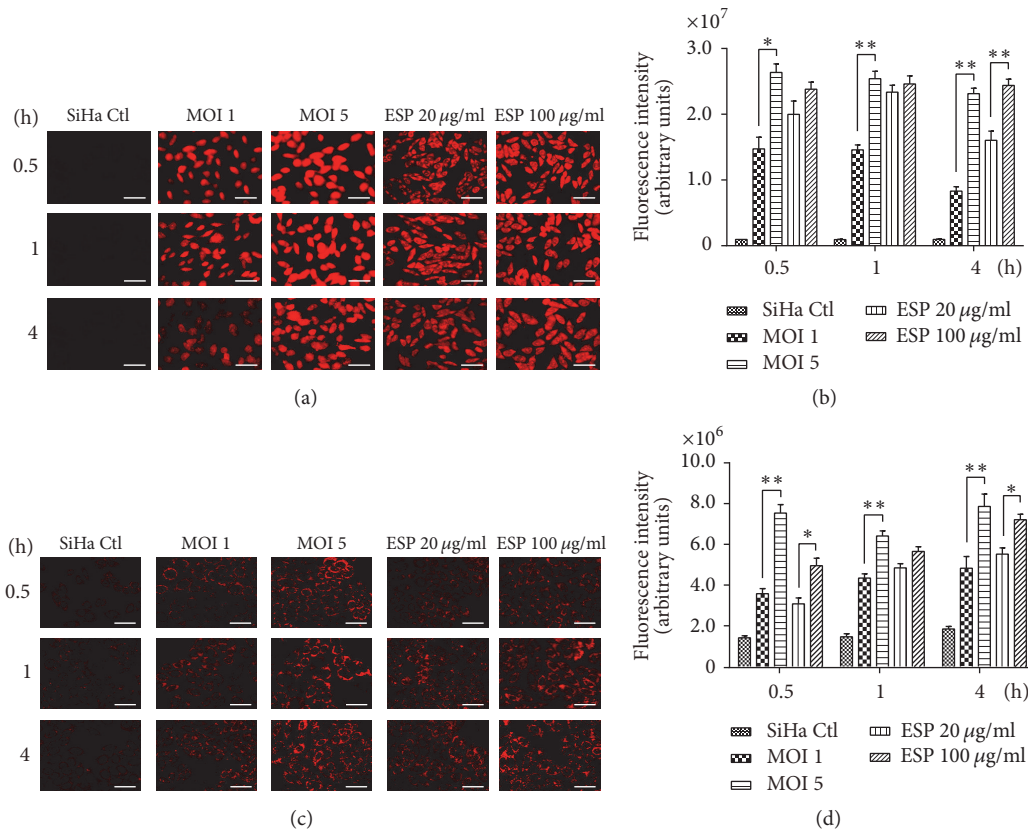 (h) SiHa Ctl MOI 1 MOI 5 ESP 20 μg/ml ESP 100 μg/ml
0.5
1
4
(a)
×10⁷
3.0
2.0
1.0
0
Fluorescence intensity
(arbitrary units)
* ** ** **
0.5 1 4 (h)
SiHa Ctl ESP 20 μg/ml
MOI 1 ESP 100 μg/ml
MOI 5
(b)
(h) SiHa Ctl MOI 1 MOI 5 ESP 20 μg/ml ESP 100 μg/ml
0.5
1
4
(c)
×10⁶
10.0
8.0
6.0
4.0
2.0
0
Fluorescence intensity
(arbitrary units)
** * ** ** *
0.5 1 4 (h)
SiHa Ctl ESP 20 μg/ml
MOI 1 ESP 100 μg/ml
MOI 5
(d)